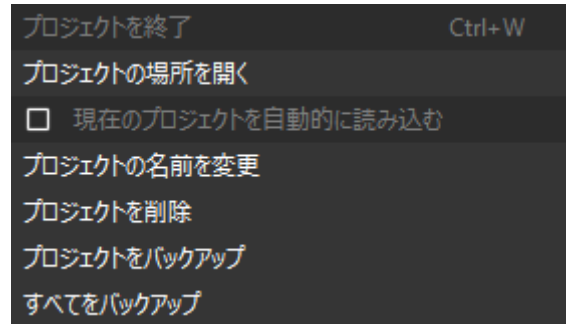 プロジェクトを終了 Ctrl+W
プロジェクトの場所を開く
現在のプロジェクトを自動的に読み込む
プロジェクトの名前を変更
プロジェクトを削除
プロジェクトをバックアップ
すべてをバックアップ